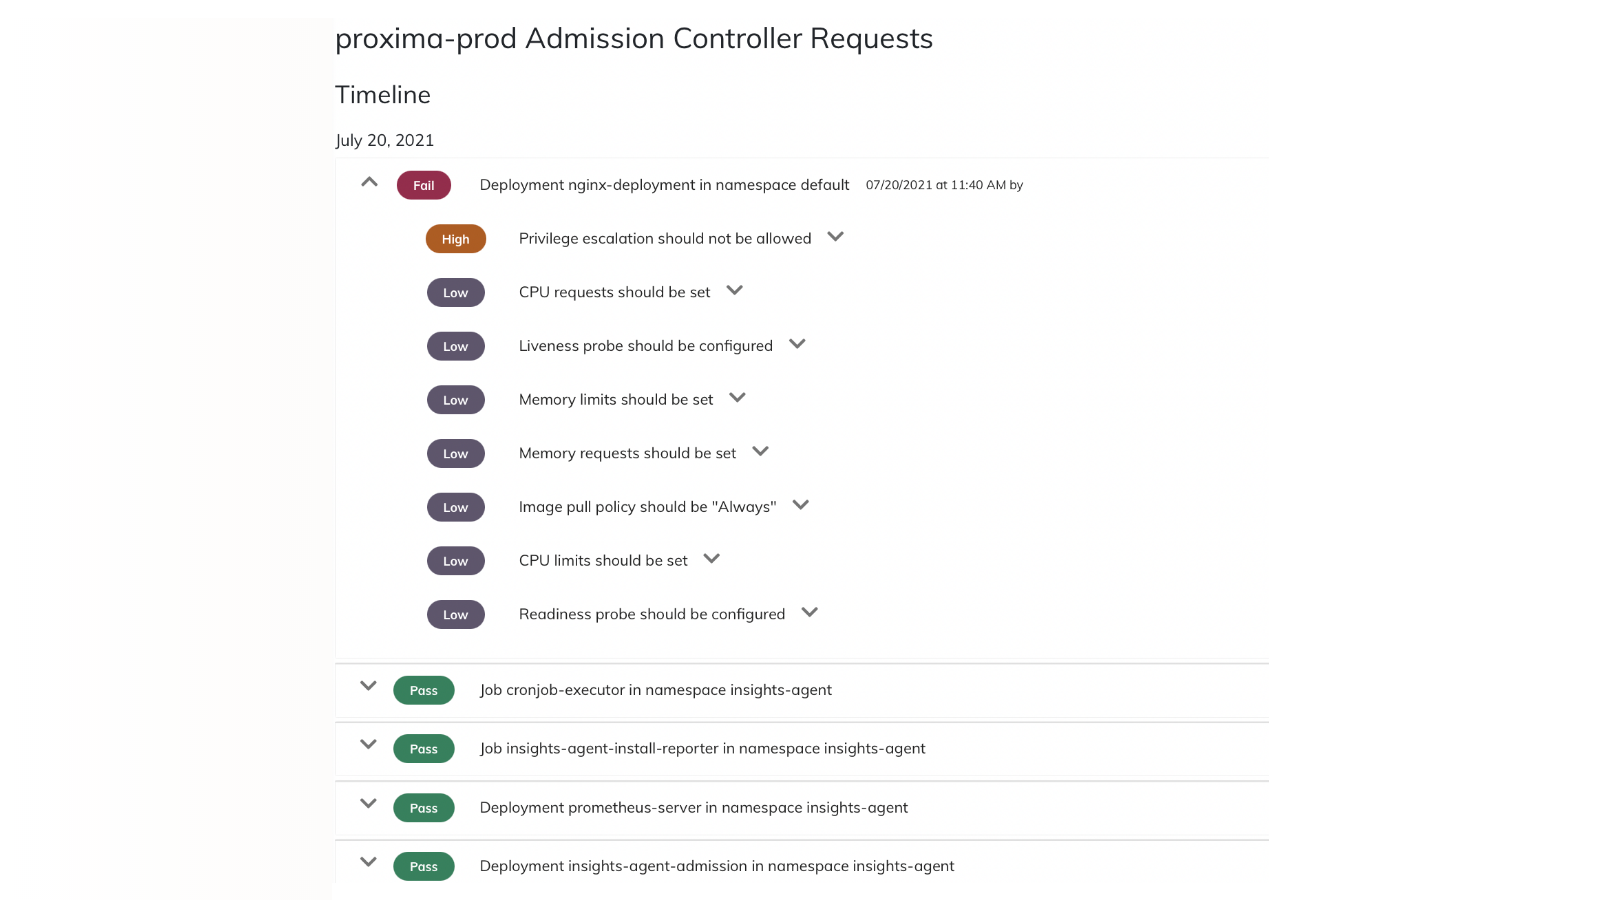 proxima-prod Admission Controller Requests
Timeline
July 20, 2021
Fail Deployment nginx-deployment in namespace default 07/20/2021 at 11:40 AM by
High Privilege escalation should not be allowed
Low CPU requests should be set
Low Liveness probe should be configured
Low Memory limits should be set
Low Memory requests should be set
Low Image pull policy should be "Always"
Low CPU limits should be set
Low Readiness probe should be configured
Pass Job cronjob-executor in namespace insights-agent
Pass Job insights-agent-install-reporter in namespace insights-agent
Pass Deployment prometheus-server in namespace insights-agent
Pass Deployment insights-agent-admission in namespace insights-agent